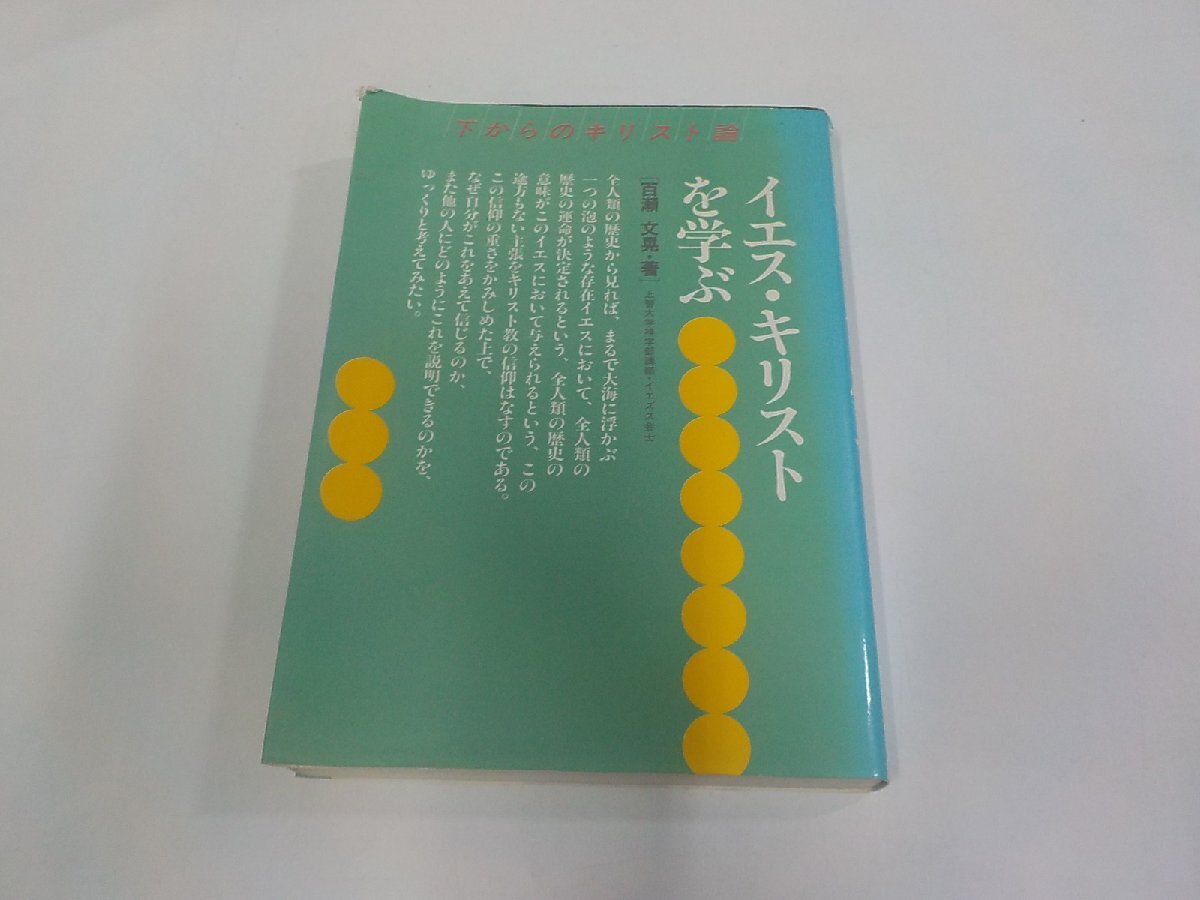 下からのキリスト論
イエス・キリスト
を学ぶ
[百瀬 文晃・著]
上智大学神学部講師・イエズス会士
全人類の歴史から見れば、まるで大海に浮かぶ
一つの泡のような存在イエスにおいて、全人類の
歴史の運命が決定されるという、全人類の歴史の
意味がこのイエスにおいて与えられるという、この
途方もない主張をキリスト教の信仰はなすのである。
この信仰の重さをかみしめた上で、
なぜ自分がこれをあえて信じるのか、
また他の人にどのようにこれを説明できるのかを、
ゆっくりと考えてみたい。